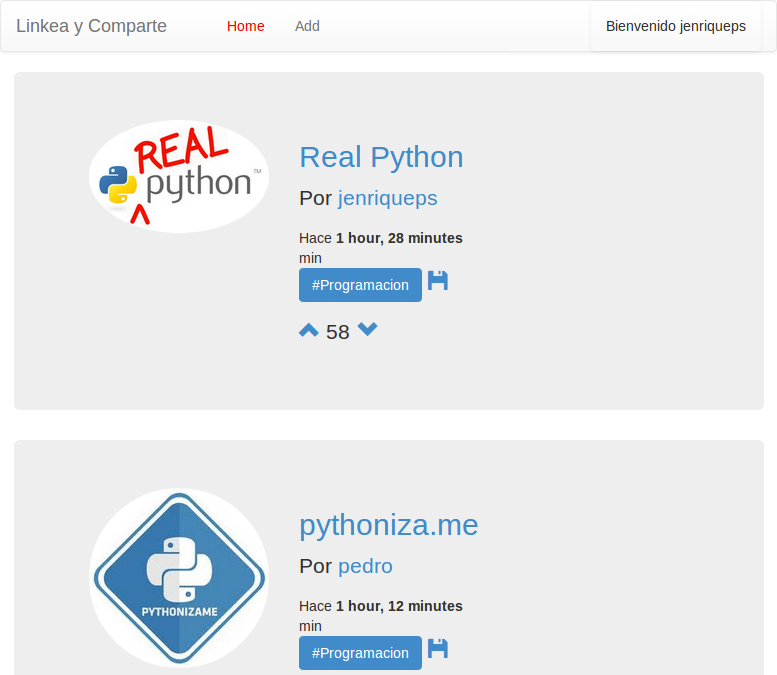 Linkea y Comparte Home Add Bienvenido jenriqueps
REAL
python™
Real Python
Por jenriqueps
Hace 1 hour, 28 minutes
min
#Programacion
58
PYTHONIZAME
pythoniza.me
Por pedro
Hace 1 hour, 12 minutes
min
#Programacion